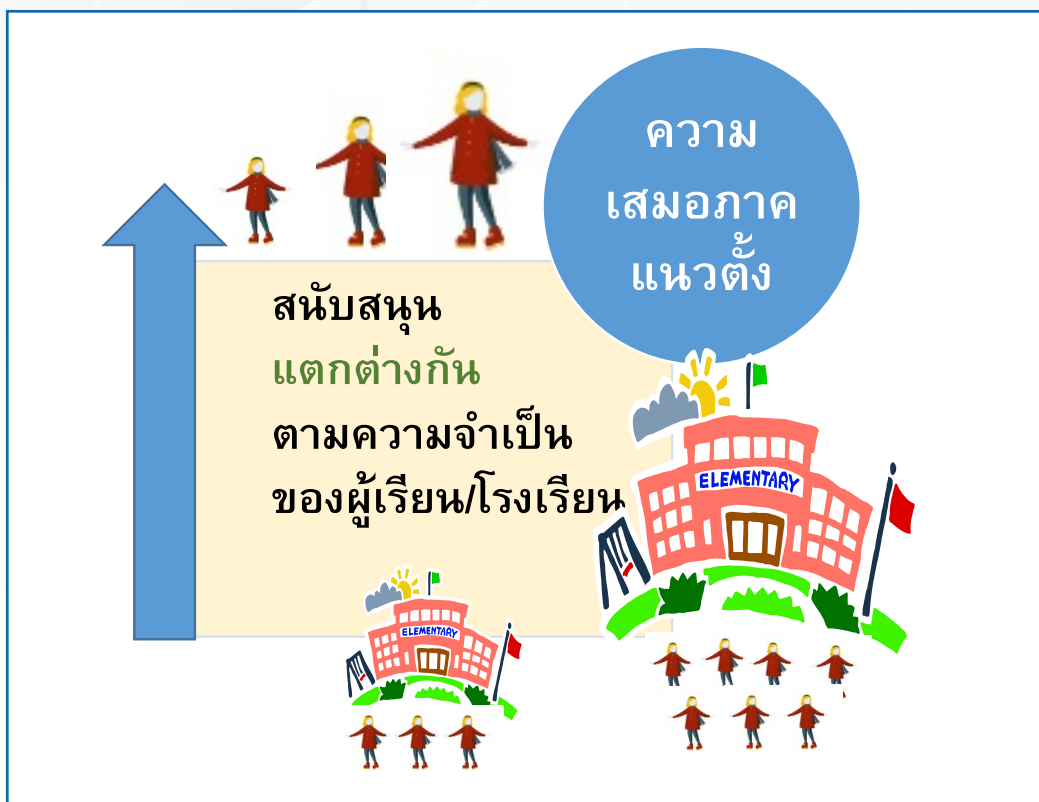 ความ
เสมอภาค
แนวตั้ง
สนับสนุน
แตกต่างกัน
ตามความจำเป็น
ของผู้เรียน/โรงเรียน
ELEMENTARY
ELEMENTARY